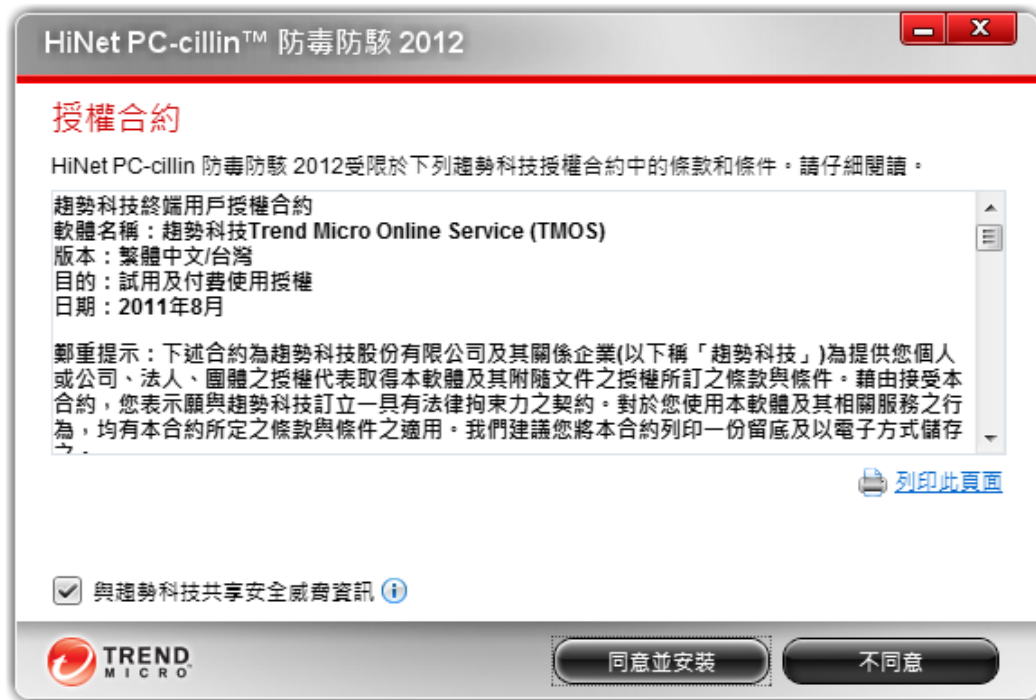 HiNet PC-cillin™ 防毒防駭 2012
授權合約
HiNet PC-cillin 防毒防駭 2012受限於下列趨勢科技授權合約中的條款和條件。請仔細閱讀。
趨勢科技終端用戶授權合約
軟體名稱：趨勢科技Trend Micro Online Service (TMOS)
版本：繁體中文/台灣
目的：試用及付費使用授權
日期：2011年8月
鄭重提示：下述合約為趨勢科技股份有限公司及其關係企業(以下稱「趨勢科技」)為提供您個人
或公司、法人、團體之授權代表取得本軟體及其附隨文件之授權所訂之條款與條件。藉由接受本
合約，您表示願與趨勢科技訂立一具有法律拘束力之契約。對於您使用本軟體及其相關服務之行
為，均有本合約所定之條款與條件之適用。我們建議您將本合約列印一份留底及以電子方式儲存
列印此頁面
與趨勢科技共享安全威脅資訊
TREND
MICRO
同意並安裝
不同意